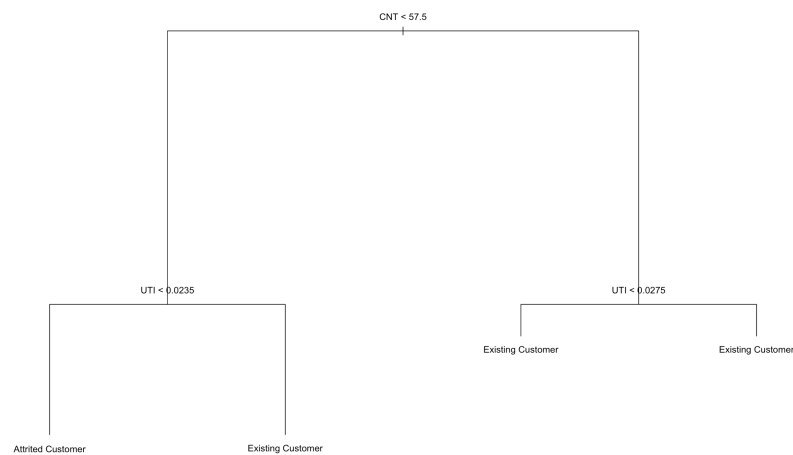 CNT < 57.5
UTI < 0.0235
UTI < 0.0275
Existing Customer
Existing Customer
Attrited Customer
Existing Customer